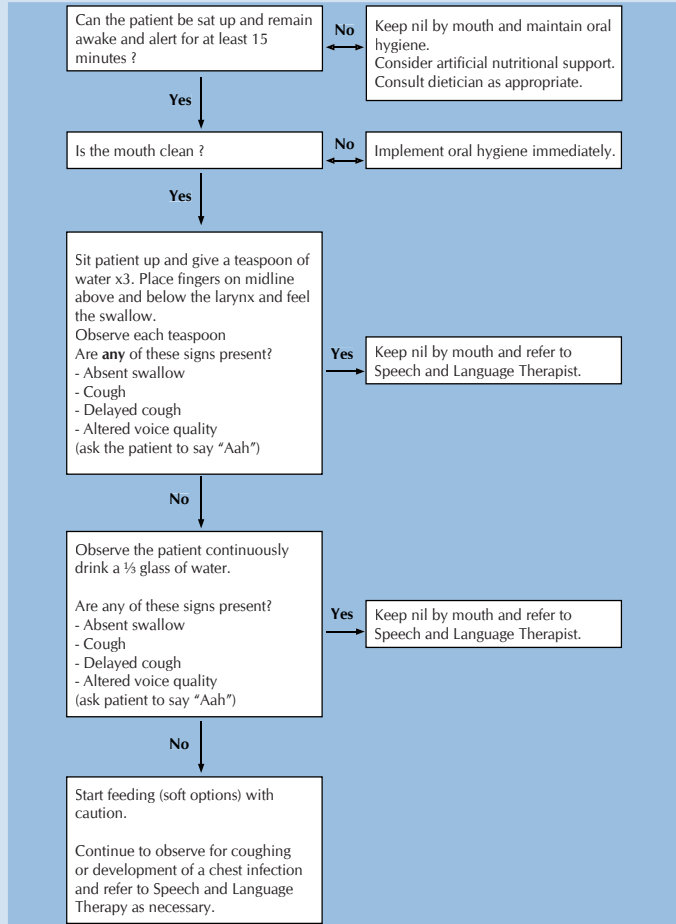 Can the patient be sat up and remain
awake and alert for at least 15
minutes ?
No
Keep nil by mouth and maintain oral
hygiene.
Consider artificial nutritional support.
Consult dietician as appropriate.
Yes
Is the mouth clean ?
No
Implement oral hygiene immediately.
Yes
Sit patient up and give a teaspoon of
water x3. Place fingers on midline
above and below the larynx and feel
the swallow.
Observe each teaspoon
Are any of these signs present?
- Absent swallow
- Cough
- Delayed cough
- Altered voice quality
(ask the patient to say “Aah”)
Yes
Keep nil by mouth and refer to
Speech and Language Therapist.
No
Observe the patient continuously
drink a ⅓ glass of water.
Are any of these signs present?
- Absent swallow
- Cough
- Delayed cough
- Altered voice quality
(ask patient to say “Aah”)
Yes
Keep nil by mouth and refer to
Speech and Language Therapist.
No
Start feeding (soft options) with
caution.
Continue to observe for coughing
or development of a chest infection
and refer to Speech and Language
Therapy as necessary.